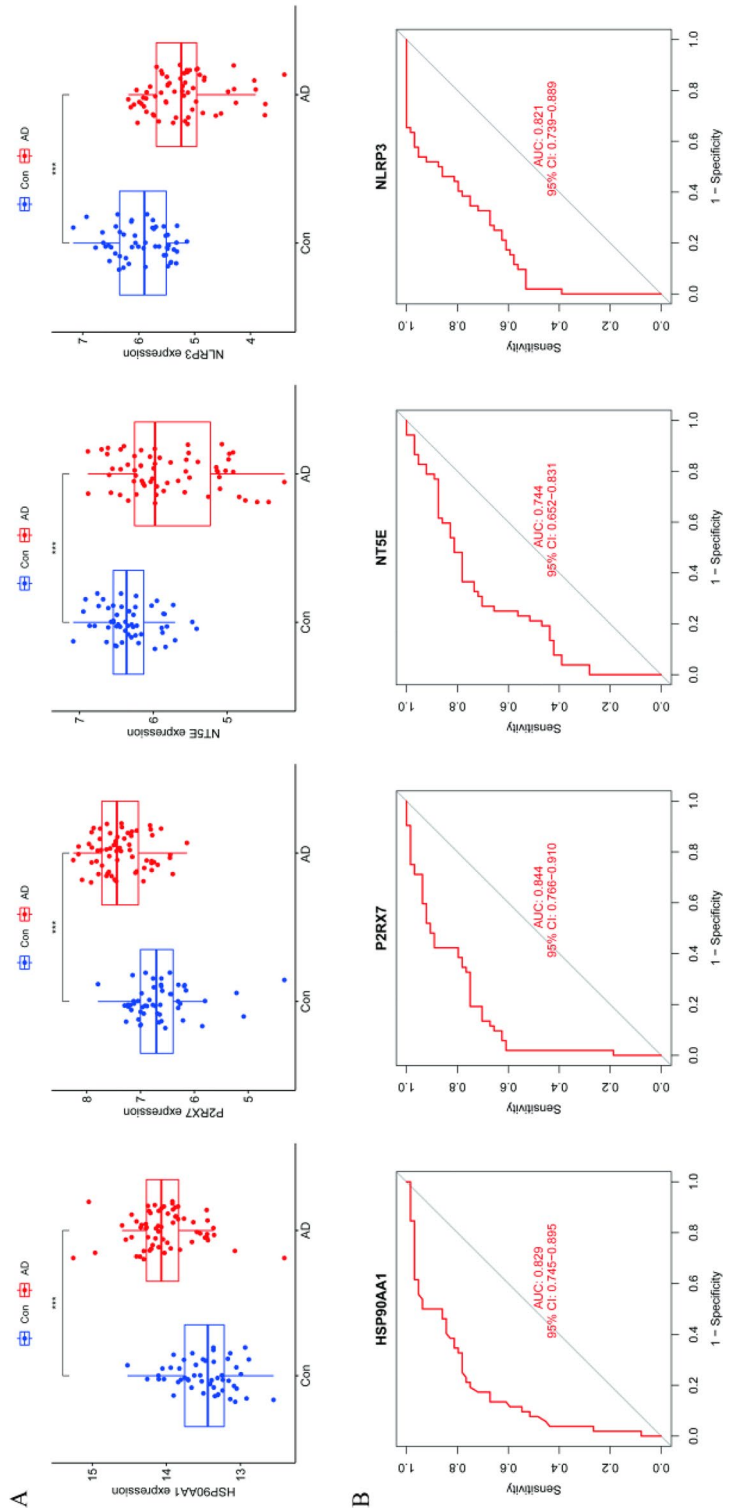 A
Con AD
***
HSP90AA1 expression
15
14
13
Con
AD
Con AD
***
P2RX7 expression
8
7
6
5
Con
AD
Con AD
***
NT5E expression
7
6
5
Con
AD
Con AD
***
NLRP3 expression
7
6
5
4
Con
AD
B
HSP90AA1
Sensitivity
1.0
0.8
0.6
0.4
0.2
0.0
AUC: 0.829
95% CI: 0.745−0.895
0.0 0.2 0.4 0.6 0.8 1.0
1 − Specificity
P2RX7
Sensitivity
1.0
0.8
0.6
0.4
0.2
0.0
AUC: 0.844
95% CI: 0.766−0.910
0.0 0.2 0.4 0.6 0.8 1.0
1 − Specificity
NT5E
Sensitivity
1.0
0.8
0.6
0.4
0.2
0.0
AUC: 0.744
95% CI: 0.652−0.831
0.0 0.2 0.4 0.6 0.8 1.0
1 − Specificity
NLRP3
Sensitivity
1.0
0.8
0.6
0.4
0.2
0.0
AUC: 0.821
95% CI: 0.739−0.889
0.0 0.2 0.4 0.6 0.8 1.0
1 − Specificity